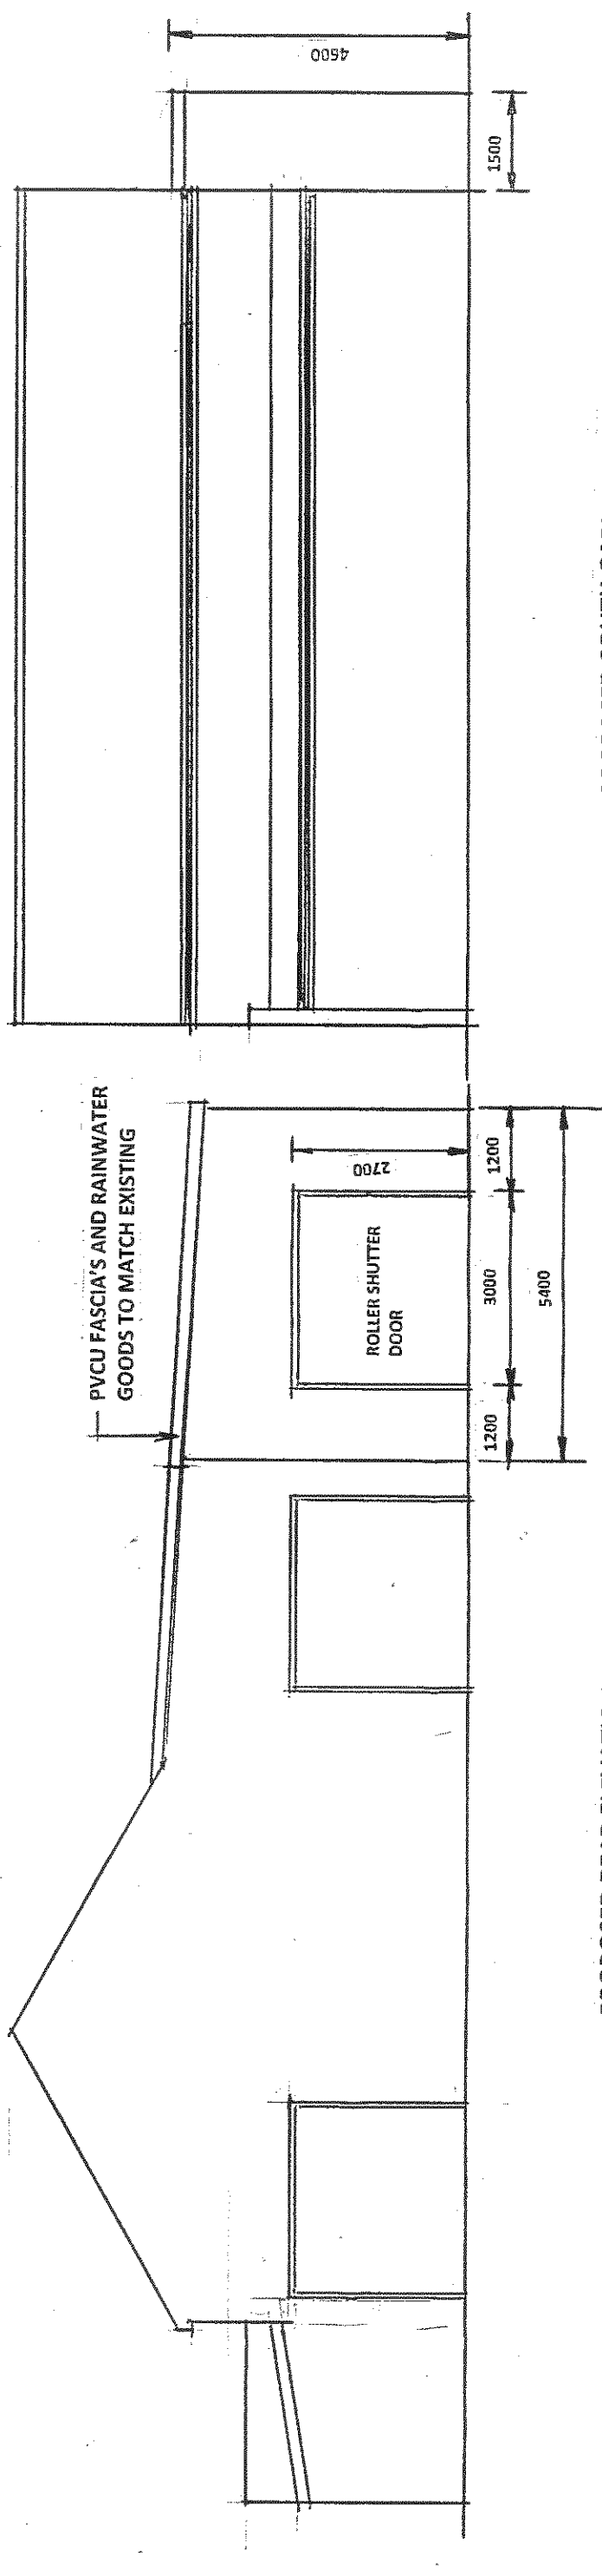 PVCU FASCIA'S AND RAINWATER
GOODS TO MATCH EXISTING
ROLLER SHUTTER
DOOR
2700
1200
3000
1200
5400
4600
1500